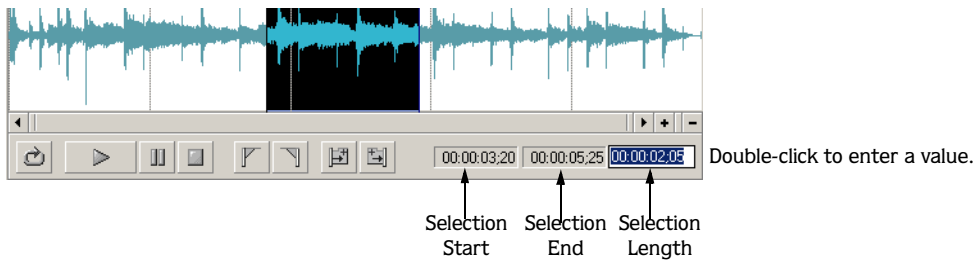 00:00:03;20 00:00:05;25 00:00:02;05 Double-click to enter a value.
Selection Start
Selection End
Selection Length